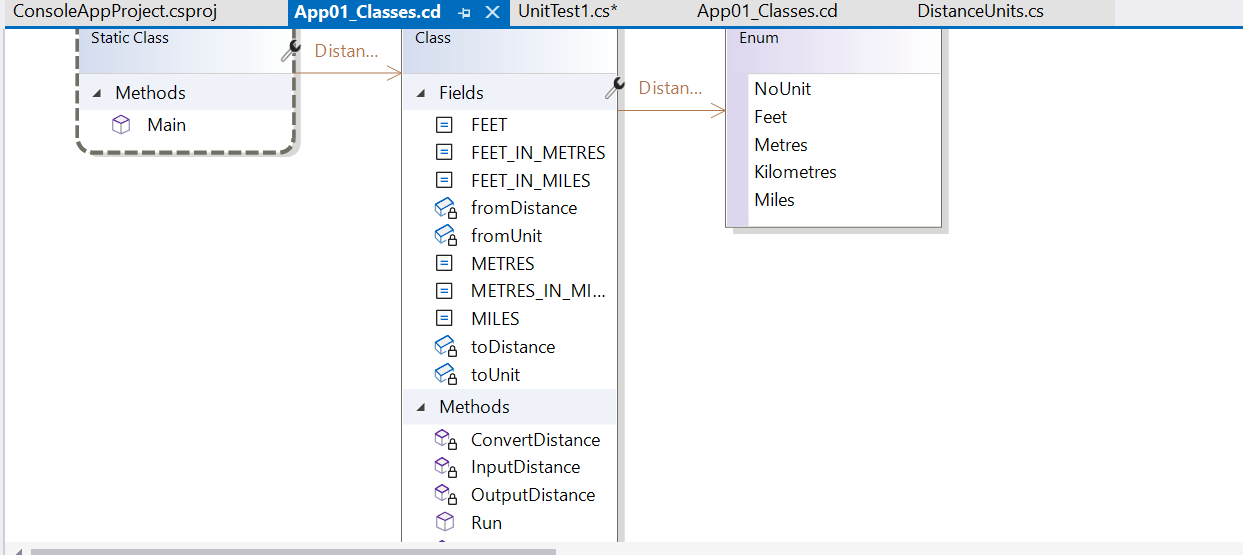 ConsoleAppProject.csproj
App01_Classes.cd
UnitTest1.cs*
App01_Classes.cd
DistanceUnits.cs
Static Class
Methods
Main
Distan...
Class
Fields
FEET
FEET_IN_METRES
FEET_IN_MILES
fromDistance
fromUnit
METRES
METRES_IN_MI...
MILES
toDistance
toUnit
Methods
ConvertDistance
InputDistance
OutputDistance
Run
Distan...
Enum
NoUnit
Feet
Metres
Kilometres
Miles